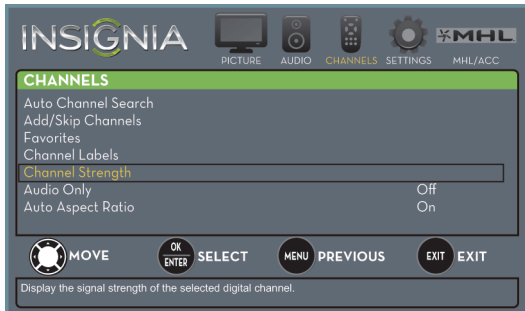 INSIGNIA
MHL
PICTURE AUDIO CHANNELS SETTINGS MHL/ACC
CHANNELS
Auto Channel Search
Add/Skip Channels
Favorites
Channel Labels
Channel Strength
Audio Only Off
Auto Aspect Ratio On
MOVE OK ENTER SELECT MENU PREVIOUS EXIT EXIT
Display the signal strength of the selected digital channel.